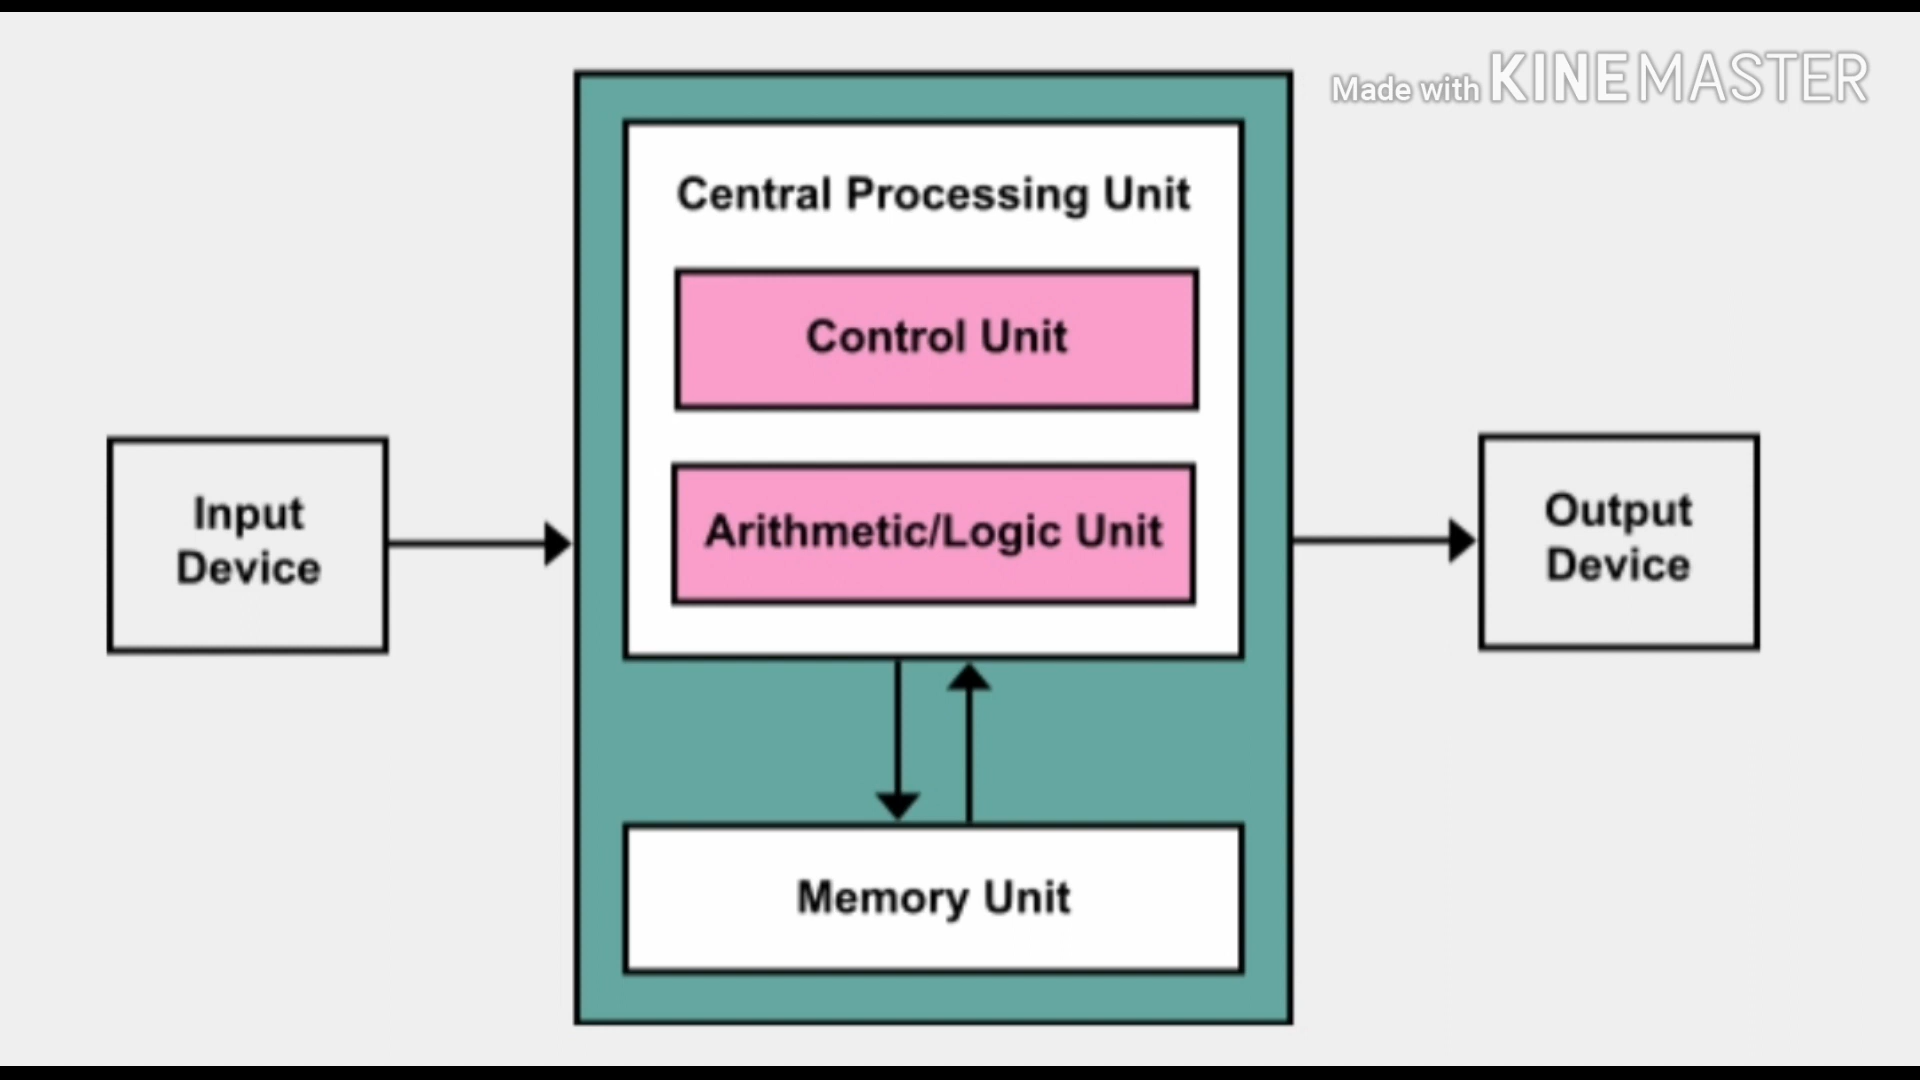 Made with KINEMASTER
Central Processing Unit
Control Unit
Arithmetic/Logic Unit
Input
Device
Output
Device
Memory Unit